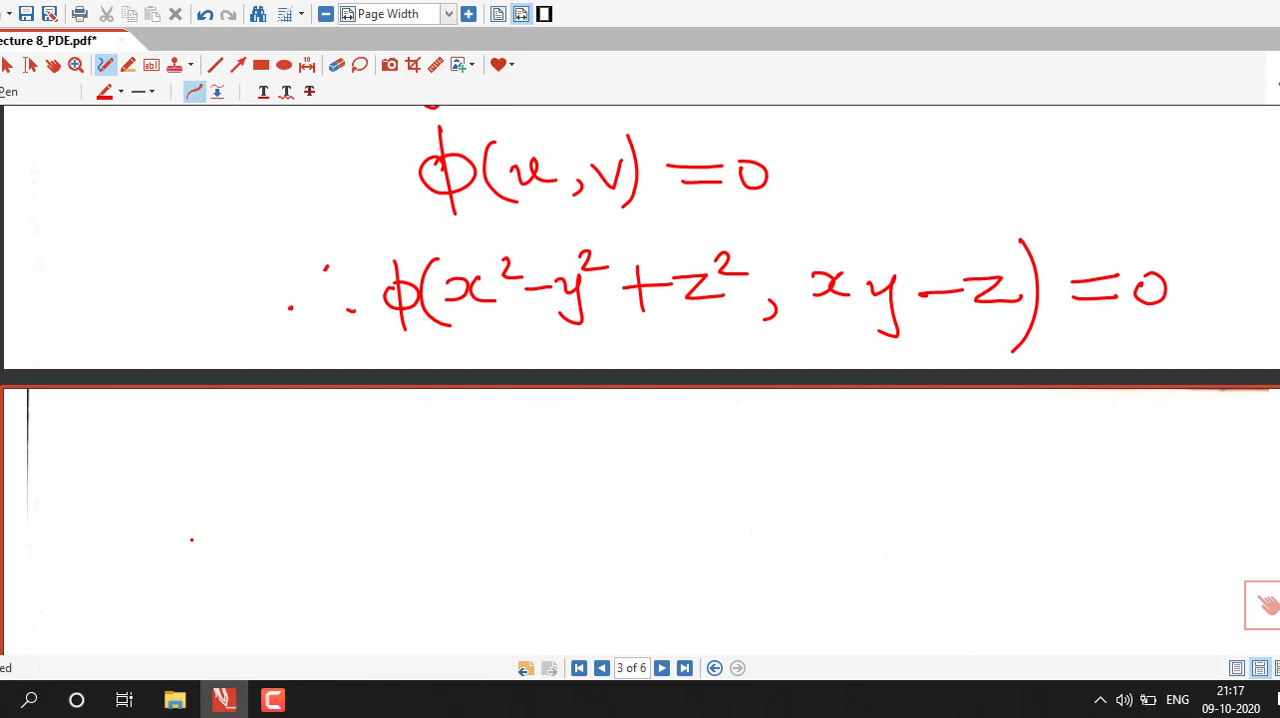 Page Width
ecture 8_PDE.pdf*
Pen
φ(u, v) = 0
∴ φ(x² - y² + z², xy - z) = 0
ed
3 of 6
ENG
21:17
09-10-2020